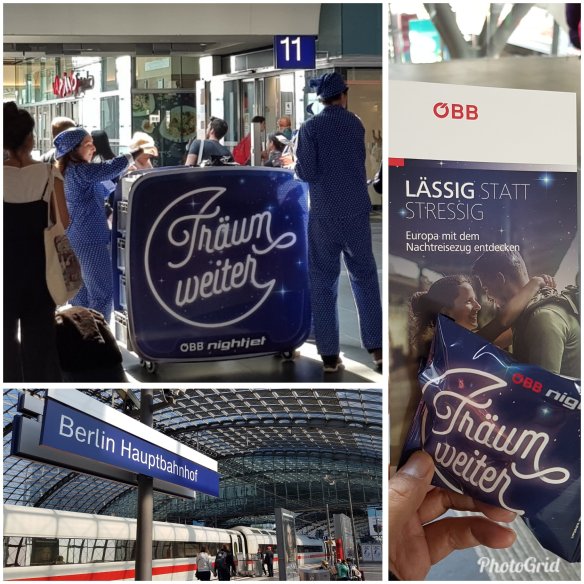 11
Träum
weiter
ÖBB nightjet
ÖBB
LÄSSIG STATT
STRESSIG
Europa mit dem
Nachtreisezug entdecken
ÖBB nig
Träum
weiter
Berlin Hauptbahnhof
PhotoGrid